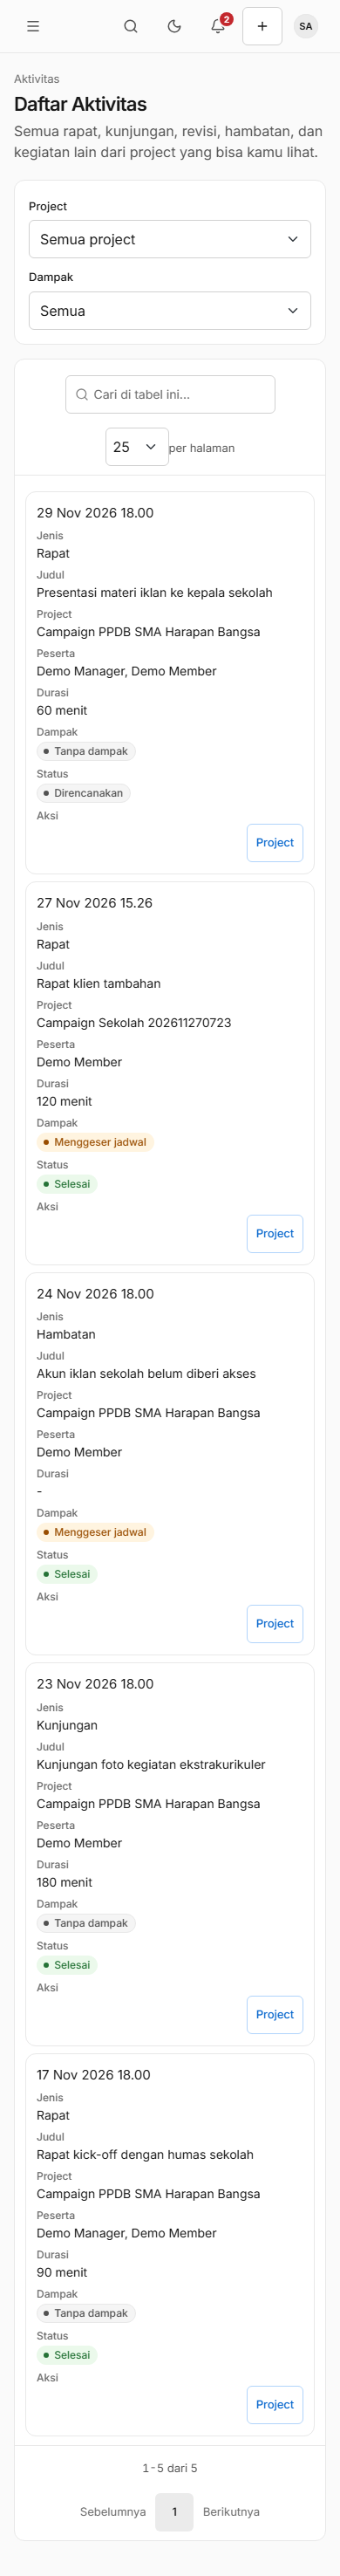 2
SA
Aktivitas
Daftar Aktivitas
Semua rapat, kunjungan, revisi, hambatan, dan
kegiatan lain dari project yang bisa kamu lihat.
Project
Semua project
Dampak
Semua
Cari di tabel ini...
25 per halaman
29 Nov 2026 18.00
Jenis
Rapat
Judul
Presentasi materi iklan ke kepala sekolah
Project
Campaign PPDB SMA Harapan Bangsa
Peserta
Demo Manager, Demo Member
Durasi
60 menit
Dampak
Tanpa dampak
Status
Direncanakan
Aksi
Project
27 Nov 2026 15.26
Jenis
Rapat
Judul
Rapat klien tambahan
Project
Campaign Sekolah 202611270723
Peserta
Demo Member
Durasi
120 menit
Dampak
Menggeser jadwal
Status
Selesai
Aksi
Project
24 Nov 2026 18.00
Jenis
Hambatan
Judul
Akun iklan sekolah belum diberi akses
Project
Campaign PPDB SMA Harapan Bangsa
Peserta
Demo Member
Durasi
-
Dampak
Menggeser jadwal
Status
Selesai
Aksi
Project
23 Nov 2026 18.00
Jenis
Kunjungan
Judul
Kunjungan foto kegiatan ekstrakurikuler
Project
Campaign PPDB SMA Harapan Bangsa
Peserta
Demo Member
Durasi
180 menit
Dampak
Tanpa dampak
Status
Selesai
Aksi
Project
17 Nov 2026 18.00
Jenis
Rapat
Judul
Rapat kick-off dengan humas sekolah
Project
Campaign PPDB SMA Harapan Bangsa
Peserta
Demo Manager, Demo Member
Durasi
90 menit
Dampak
Tanpa dampak
Status
Selesai
Aksi
Project
1-5 dari 5
Sebelumnya 1 Berikutnya